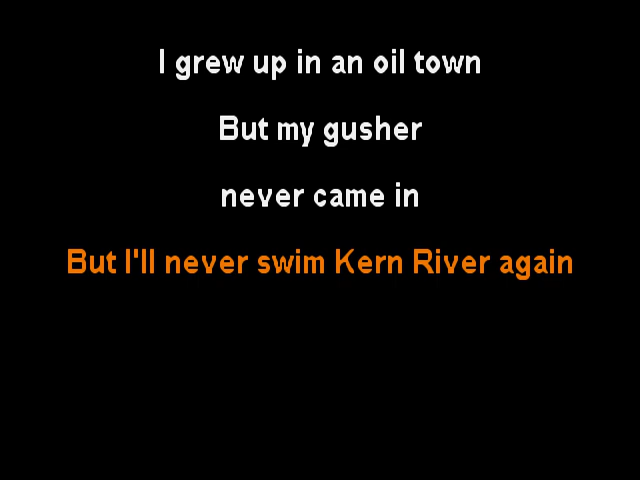 I grew up in an oil town
But my gusher
never came in
But I'll never swim Kern River again